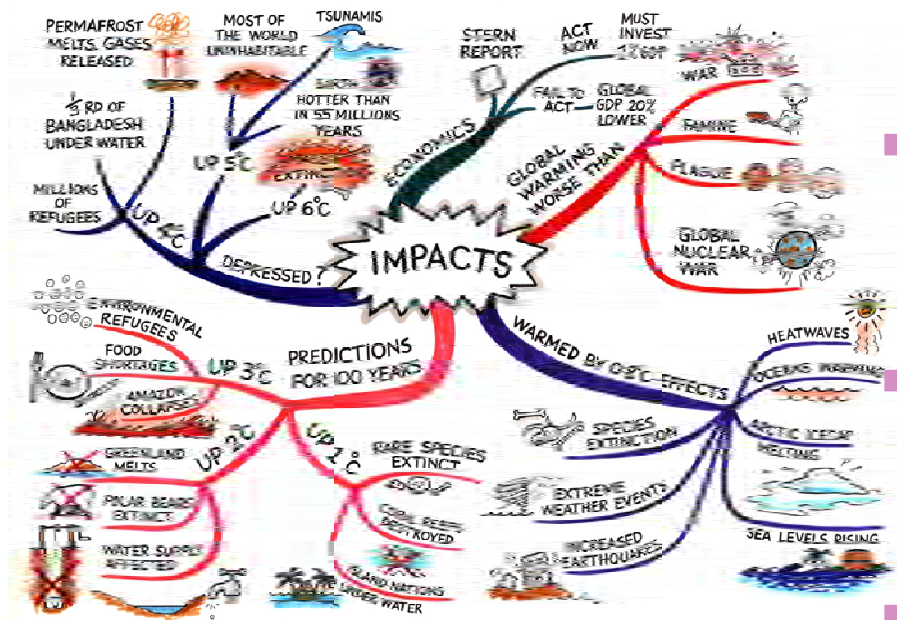 PERMAFROST
MELTS, GASES
RELEASED
MOST OF
THE WORLD
UNINHABITABLE
TSUNAMIS
EARTH
HOTTER THAN
IN 55 MILLIONS
YEARS
1/3 RD OF
BANGLADESH
UNDER WATER
UP 5°C
UP 6°C
MILLIONS
OF
REFUGEES
UP 4°C
DEPRESSED?
STERN
REPORT
ACT
NOW
MUST
INVEST
1% GDP
FAIL TO
ACT
GLOBAL
GDP 20%
LOWER
ECONOMICS
GLOBAL
WARMING
WORSE THAN
WAR
FAMINE
PLAGUE
GLOBAL
NUCLEAR
WAR
IMPACTS
PREDICTIONS
FOR 100 YEARS
UP 3°C
ENVIRONMENTAL
REFUGEES
FOOD
SHORTAGES
AMAZON
COLLAPSES
UP 2°C
GREENLAND
MELTS
POLAR BEARS
EXTINCT
WATER SUPPLY
AFFECTED
RARE SPECIES
EXTINCT
CORAL REEFS
DESTROYED
ISLAND NATIONS
UNDER WATER
WARMED BY 0.8°C-EFFECTS
HEATWAVES
OCEANS WARMING
ARCTIC ICECAP
MELTING
SEA LEVELS RISING
SPECIES
EXTINCTION
EXTREME
WEATHER EVENTS
INCREASED
EARTHQUAKES